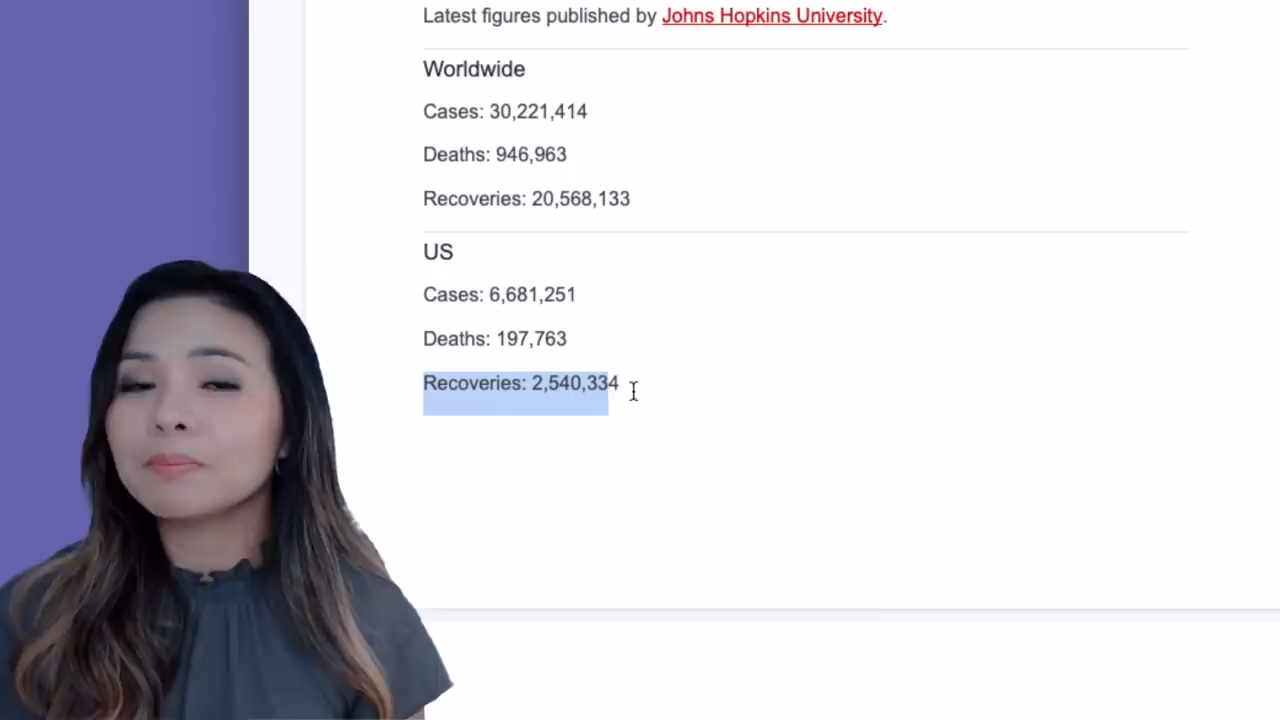 Latest figures published by Johns Hopkins University.
Worldwide
Cases: 30,221,414
Deaths: 946,963
Recoveries: 20,568,133
US
Cases: 6,681,251
Deaths: 197,763
Recoveries: 2,540,334